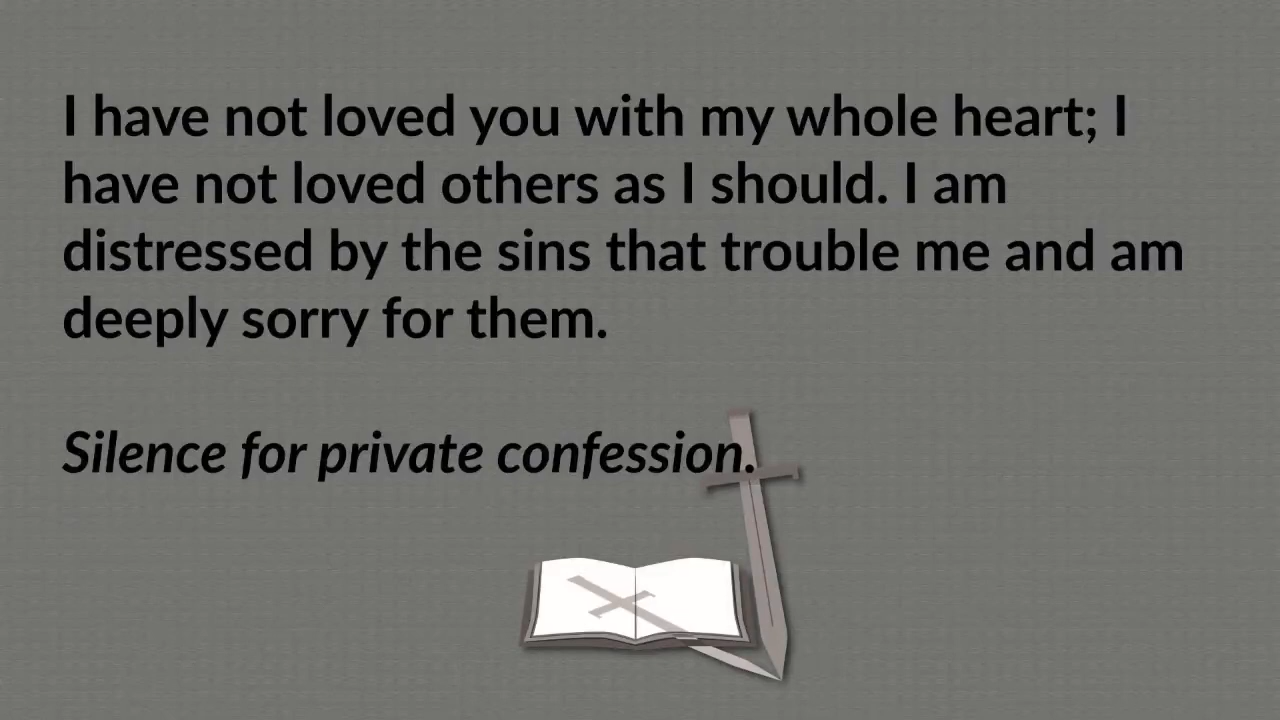 I have not loved you with my whole heart; I
have not loved others as I should. I am
distressed by the sins that trouble me and am
deeply sorry for them.
Silence for private confession.